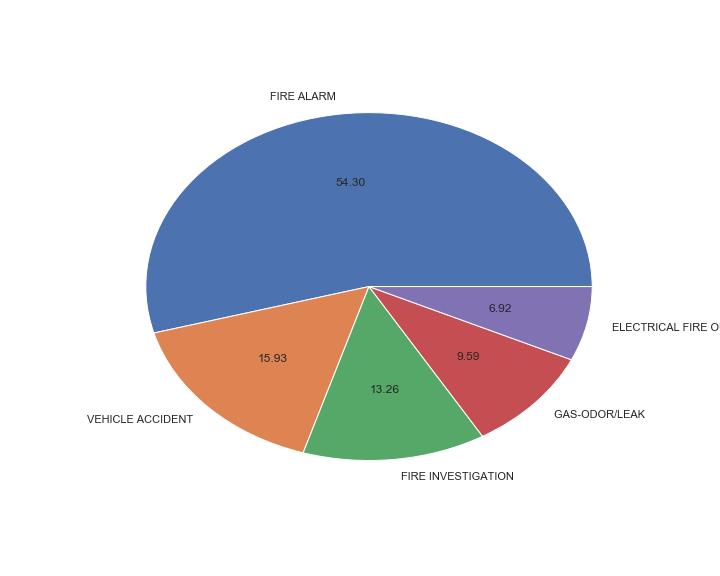 FIRE ALARM
54.30
6.92
ELECTRICAL FIRE
15.93
9.59
13.26
VEHICLE ACCIDENT
GAS-ODOR/LEAK
FIRE INVESTIGATION